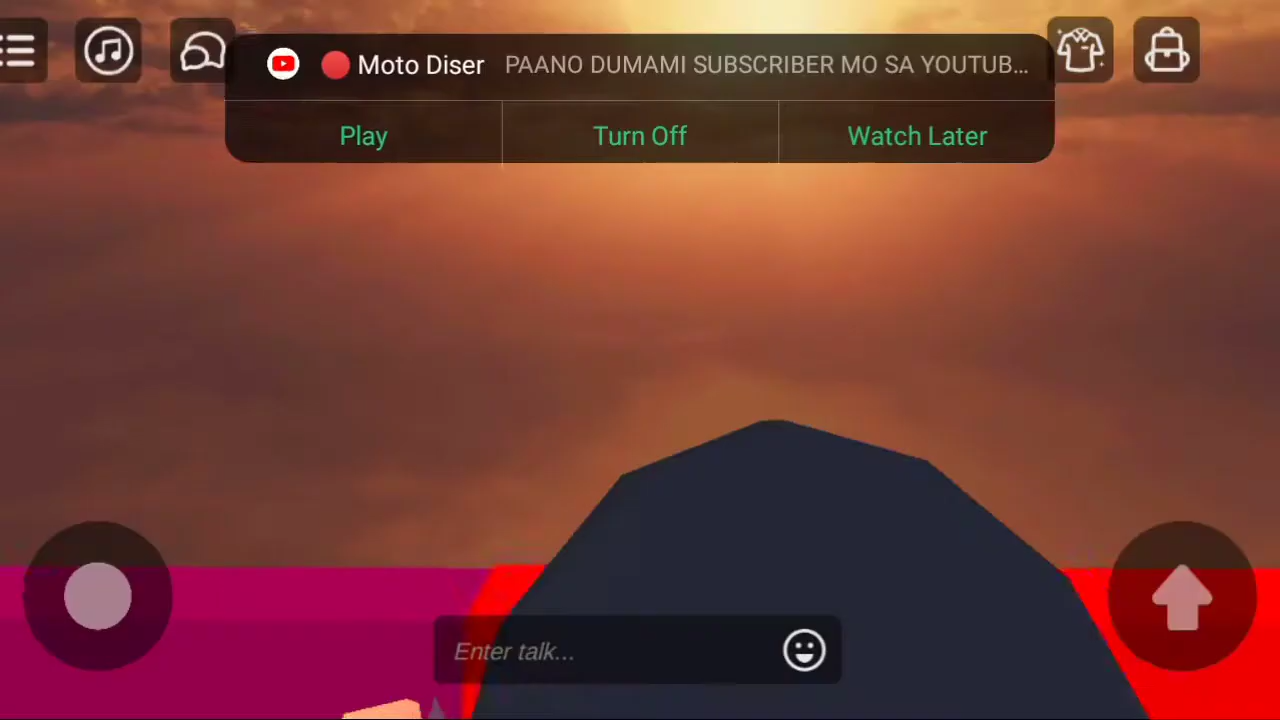 Moto Diser PAANO DUMAMI SUBSCRIBER MO SA YOUTUB...
Play Turn Off Watch Later
Enter talk...